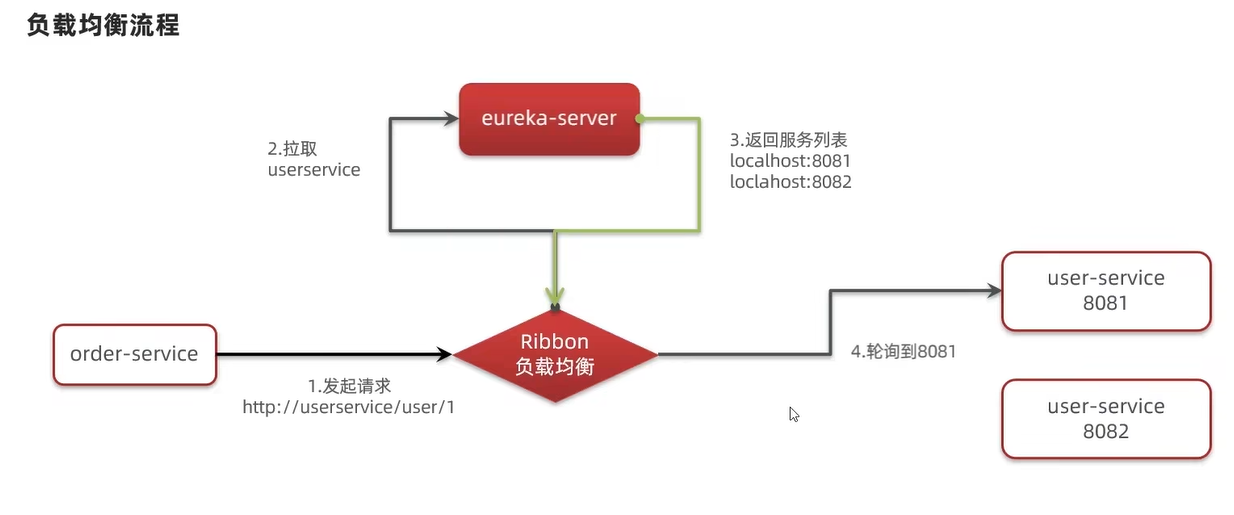 负载均衡流程
eureka-server
2.拉取
userservice
3.返回服务列表
localhost:8081
loclahost:8082
order-service
1.发起请求
http://userservice/user/1
Ribbon
负载均衡
4.轮询到8081
user-service
8081
user-service
8082